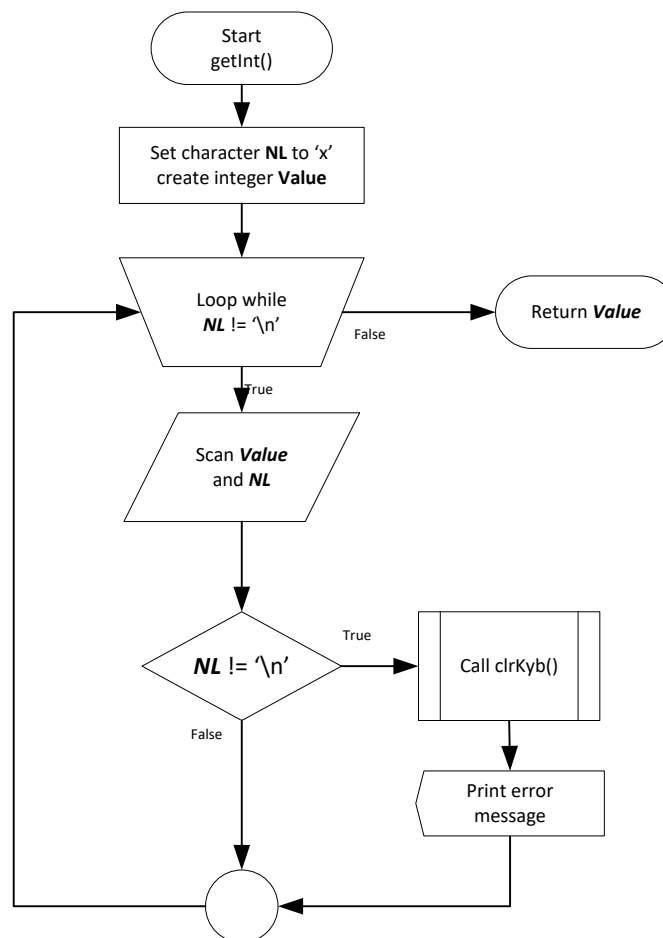 Start
getInt()
Set character NL to ‘x’
create integer Value
Loop while
NL != ‘\n’
False
Return Value
True
Scan Value
and NL
NL != ‘\n’
True
Call clrKyb()
False
Print error
message